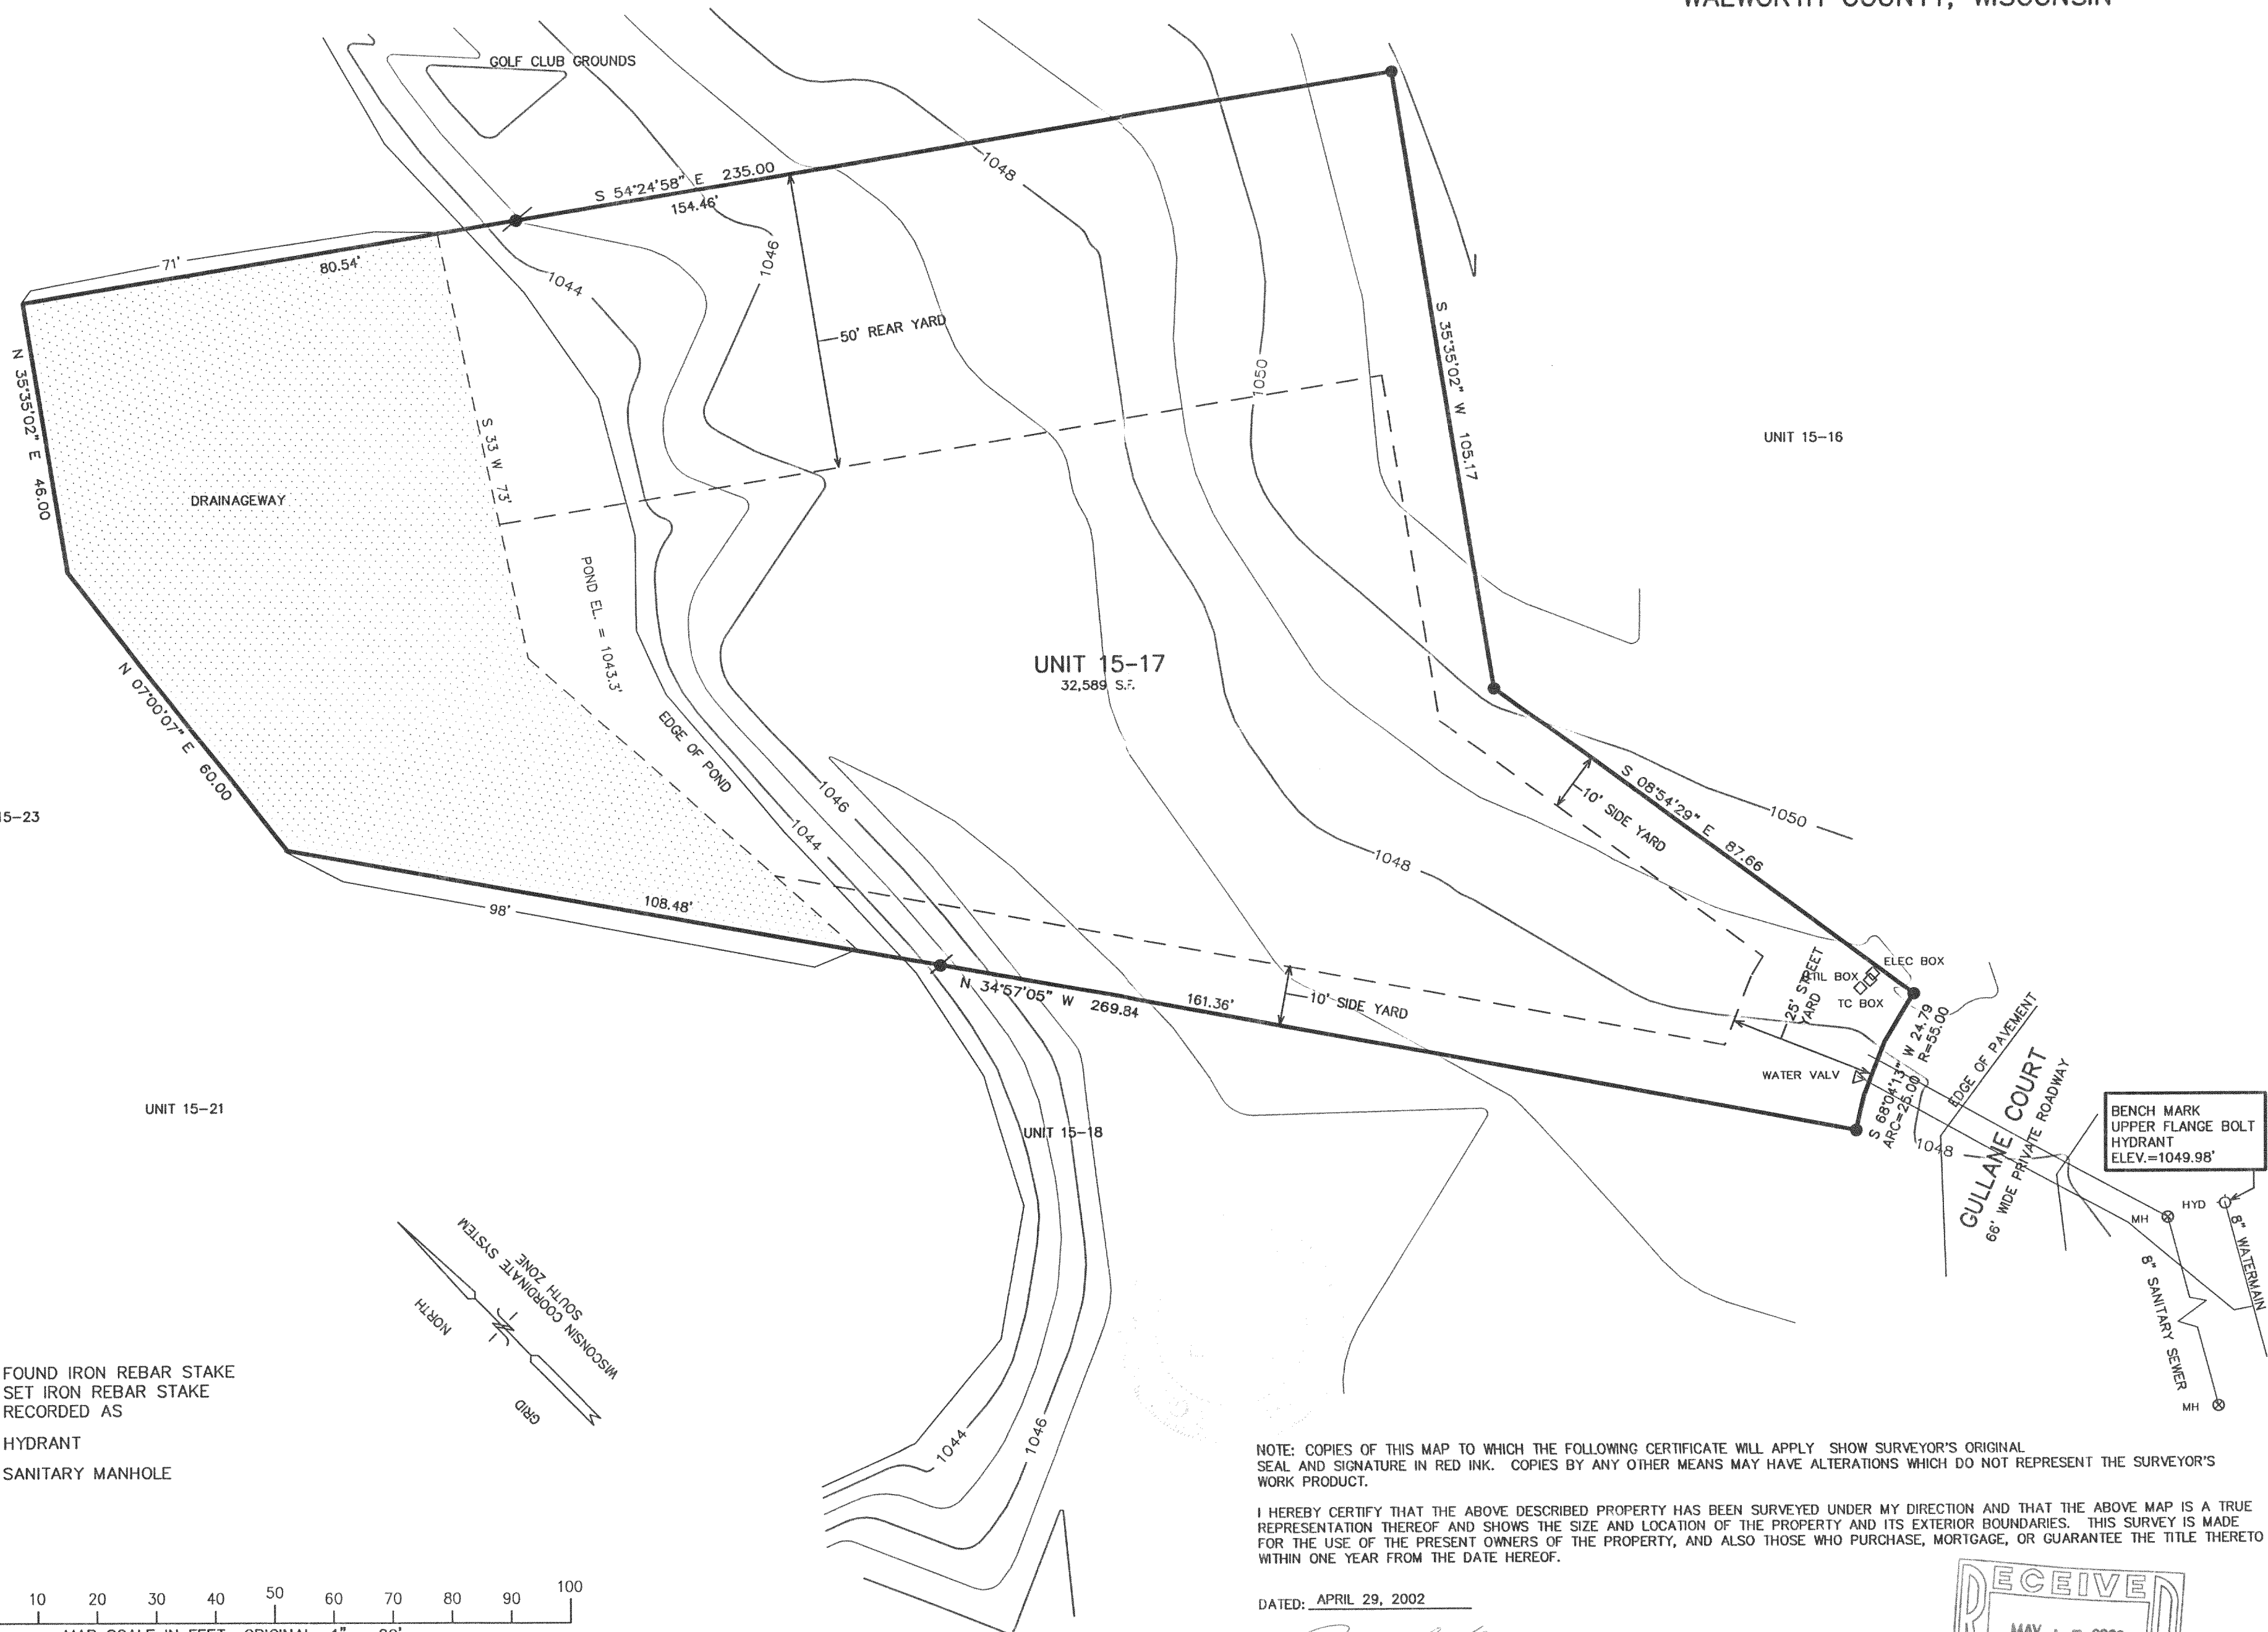 WALWORTH COUNTY, WISCONSIN
GOLF CLUB GROUNDS
S 54°24'58" E 235.00
154.46'
71'
80.54'
1048
1046
1044
50' REAR YARD
1050
S 35°35'02" W 105.17
UNIT 15-16
N 35°35'02" E 46.00
DRAINAGEWAY
S 33 W 73'
POND EL. = 1043.3'
EDGE OF POND
UNIT 15-17
32,589 S.F.
N 07°00'07" E 60.00
15-23
1046
1044
S 08°54'29" E 87.66
10' SIDE YARD
1050
1048
98'
108.48'
N 34°57'05" W 269.84
161.36'
10' SIDE YARD
25' STREET
YARD
ELEC BOX
BOX
TC BOX
WATER VALV
S 68°04'13" W 24.79
ARC=25.00 R=55.00
EDGE OF PAVEMENT
GULLANE COURT
66' WIDE PRIVATE ROADWAY
1048
UNIT 15-21
UNIT 15-18
BENCH MARK
UPPER FLANGE BOLT
HYDRANT
ELEV.=1049.98'
HYD
MH
8" WATERMAIN
8" SANITARY SEWER
MH
WISCONSIN COORDINATE SYSTEM
SOUTH ZONE
NORTH
GRID
FOUND IRON REBAR STAKE
SET IRON REBAR STAKE
RECORDED AS
HYDRANT
SANITARY MANHOLE
1044
1046
NOTE: COPIES OF THIS MAP TO WHICH THE FOLLOWING CERTIFICATE WILL APPLY SHOW SURVEYOR'S ORIGINAL
SEAL AND SIGNATURE IN RED INK. COPIES BY ANY OTHER MEANS MAY HAVE ALTERATIONS WHICH DO NOT REPRESENT THE SURVEYOR'S
WORK PRODUCT.
I HEREBY CERTIFY THAT THE ABOVE DESCRIBED PROPERTY HAS BEEN SURVEYED UNDER MY DIRECTION AND THAT THE ABOVE MAP IS A TRUE
REPRESENTATION THEREOF AND SHOWS THE SIZE AND LOCATION OF THE PROPERTY AND ITS EXTERIOR BOUNDARIES. THIS SURVEY IS MADE
FOR THE USE OF THE PRESENT OWNERS OF THE PROPERTY, AND ALSO THOSE WHO PURCHASE, MORTGAGE, OR GUARANTEE THE TITLE THERETO
WITHIN ONE YEAR FROM THE DATE HEREOF.
DATED: APRIL 29, 2002
RECEIVED
MAY
10 20 30 40 50 60 70 80 90 100
MAP SCALE IN FEET ORIGINAL 1"